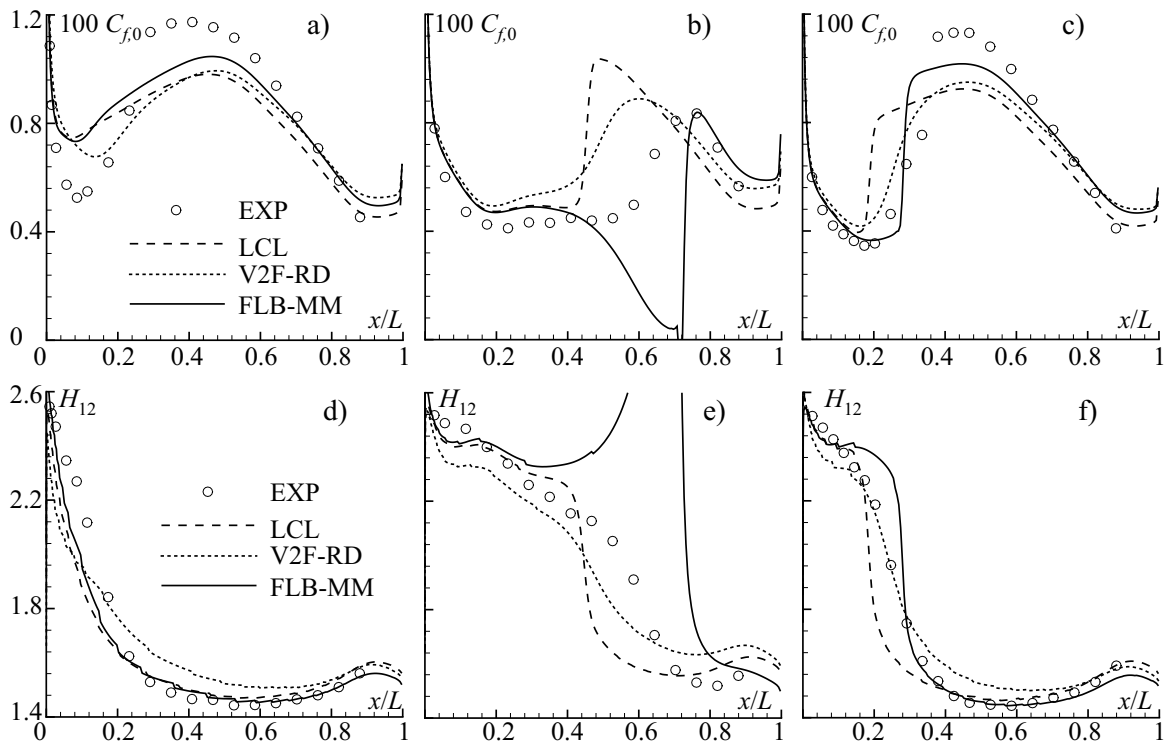 1.2
100 C_f,0
a)
100 C_f,0
b)
100 C_f,0
c)
0.8
EXP
0.4
LCL
V2F-RD
FLB-MM
x/L
x/L
x/L
0
0 0.2 0.4 0.6 0.8 1
0.2 0.4 0.6 0.8 1
0.2 0.4 0.6 0.8 1
2.6
H_12
d)
H_12
e)
H_12
f)
2.2
EXP
LCL
V2F-RD
1.8
FLB-MM
x/L
x/L
x/L
1.4
0 0.2 0.4 0.6 0.8 1
0.2 0.4 0.6 0.8 1
0.2 0.4 0.6 0.8 1